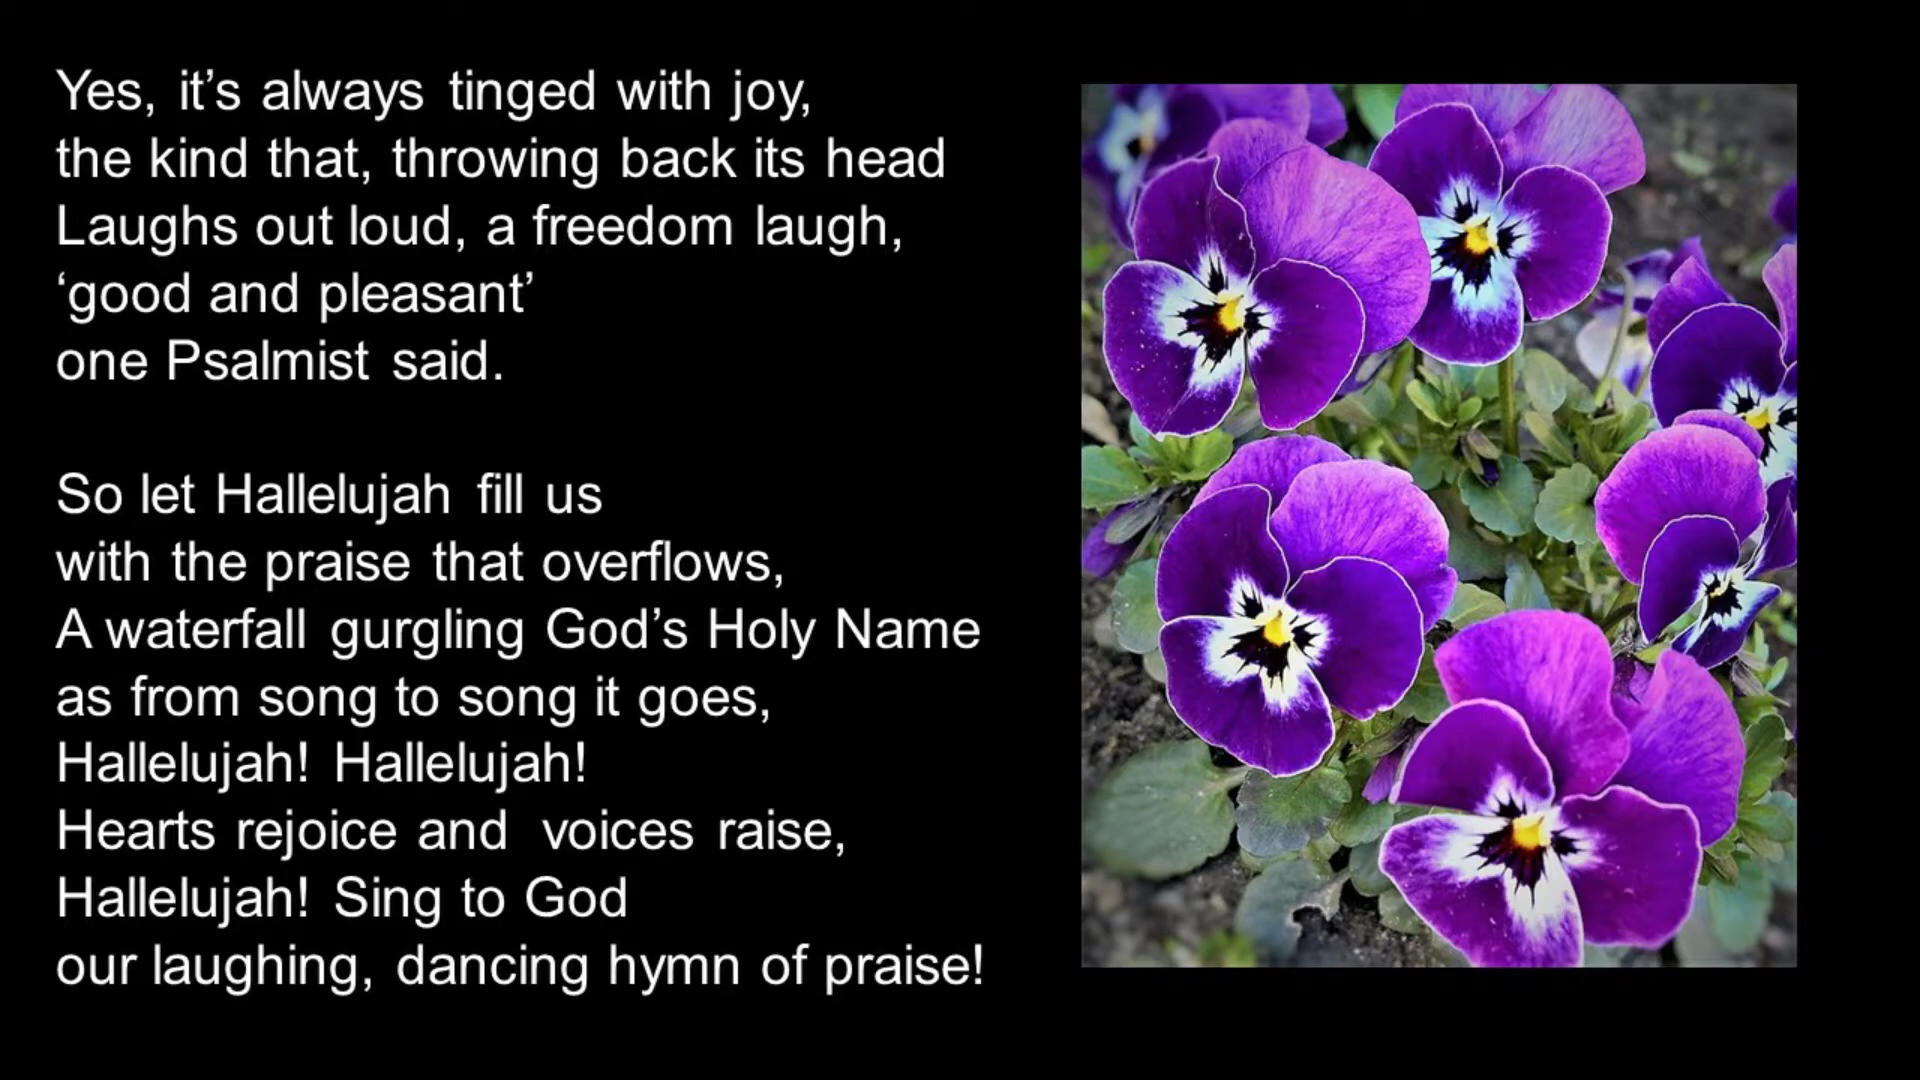 Yes, it’s always tinged with joy,
the kind that, throwing back its head
Laughs out loud, a freedom laugh,
‘good and pleasant’
one Psalmist said.
So let Hallelujah fill us
with the praise that overflows,
A waterfall gurgling God’s Holy Name
as from song to song it goes,
Hallelujah! Hallelujah!
Hearts rejoice and voices raise,
Hallelujah! Sing to God
our laughing, dancing hymn of praise!